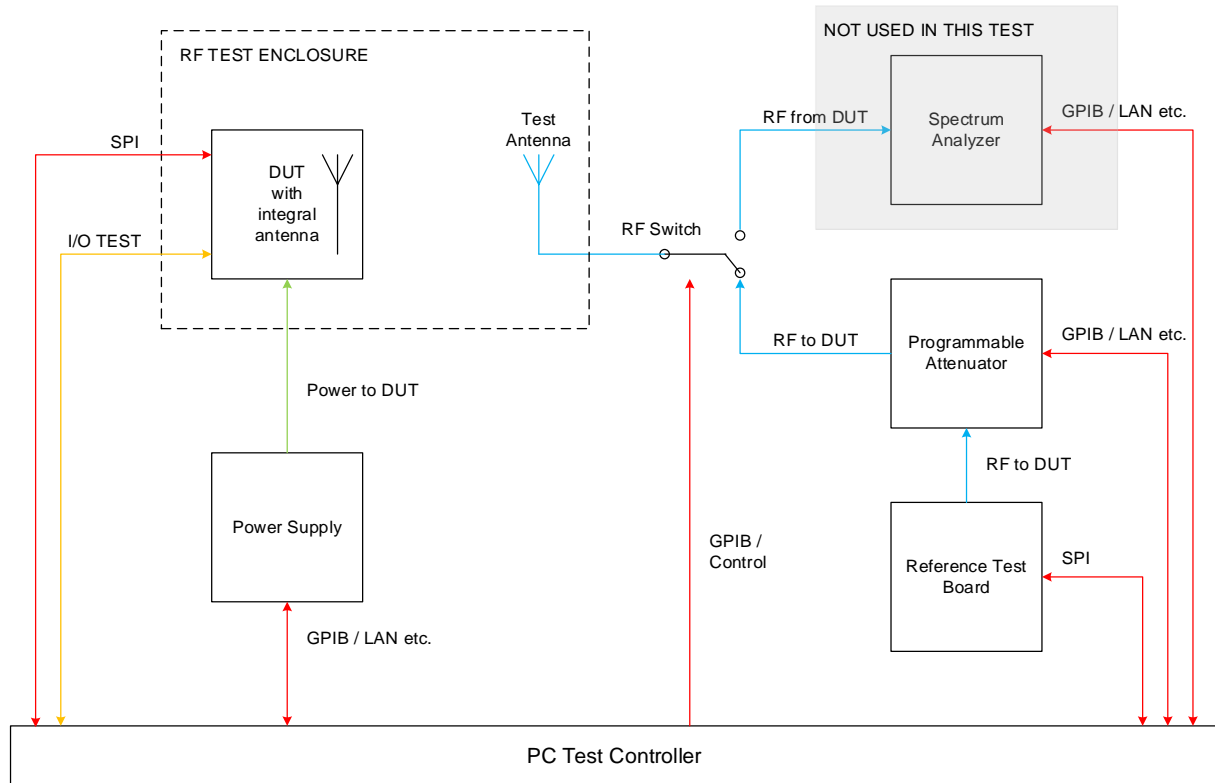 NOT USED IN THIS TEST
RF TEST ENCLOSURE
Test
Antenna
RF from DUT
Spectrum
Analyzer
GPIB / LAN etc.
SPI
DUT
with
integral
antenna
I/O TEST
RF Switch
RF to DUT
Programmable
Attenuator
GPIB / LAN etc.
Power to DUT
RF to DUT
Power Supply
GPIB /
Control
Reference Test
Board
SPI
GPIB / LAN etc.
PC Test Controller